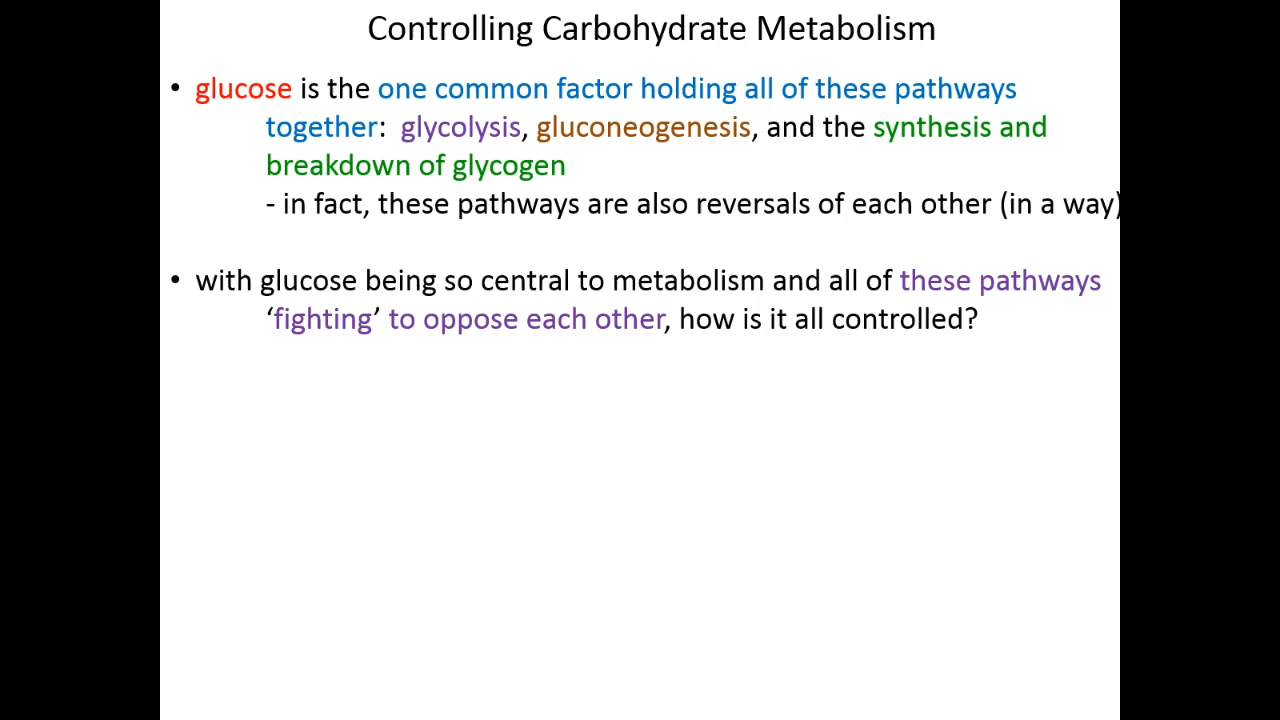 Controlling Carbohydrate Metabolism
• glucose is the one common factor holding all of these pathways
together:  glycolysis, gluconeogenesis, and the synthesis and
breakdown of glycogen
- in fact, these pathways are also reversals of each other (in a way)
• with glucose being so central to metabolism and all of these pathways
‘fighting’ to oppose each other, how is it all controlled?